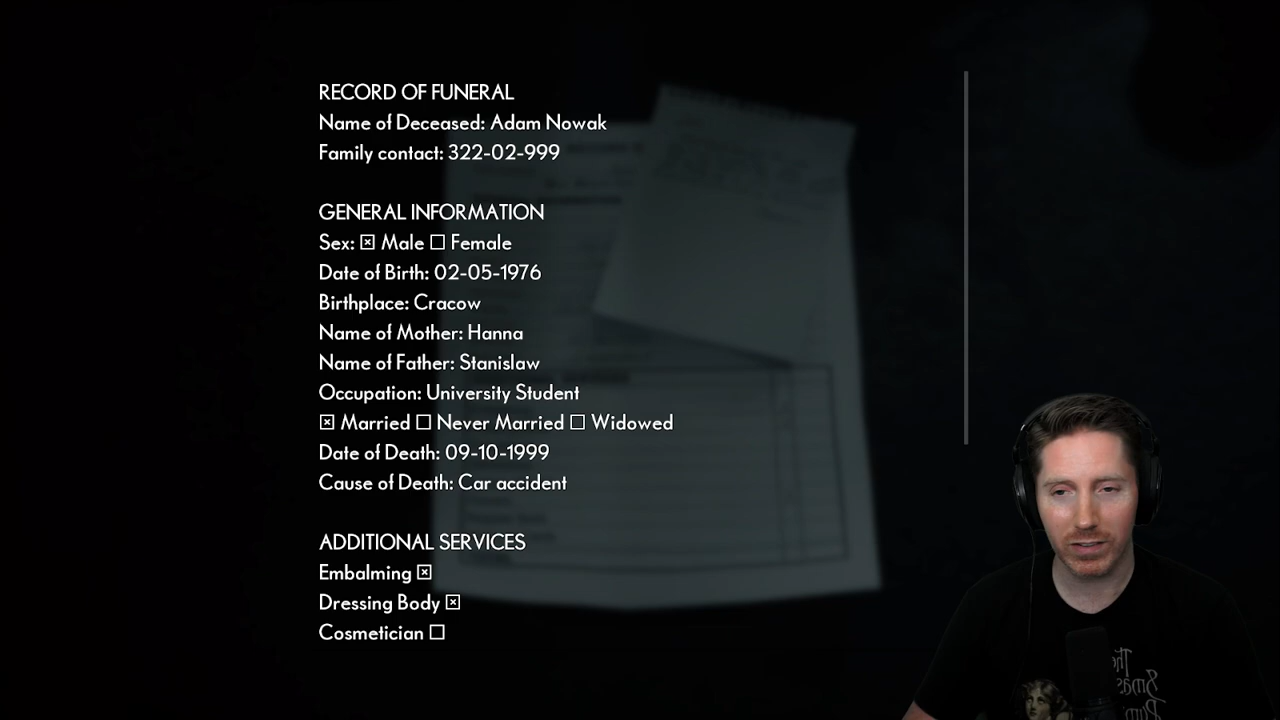 RECORD OF FUNERAL
Name of Deceased: Adam Nowak
Family contact: 322-02-999
GENERAL INFORMATION
Sex: ☒ Male ☐ Female
Date of Birth: 02-05-1976
Birthplace: Cracow
Name of Mother: Hanna
Name of Father: Stanislaw
Occupation: University Student
☒ Married ☐ Never Married ☐ Widowed
Date of Death: 09-10-1999
Cause of Death: Car accident
ADDITIONAL SERVICES
Embalming ☒
Dressing Body ☒
Cosmetician ☐
The